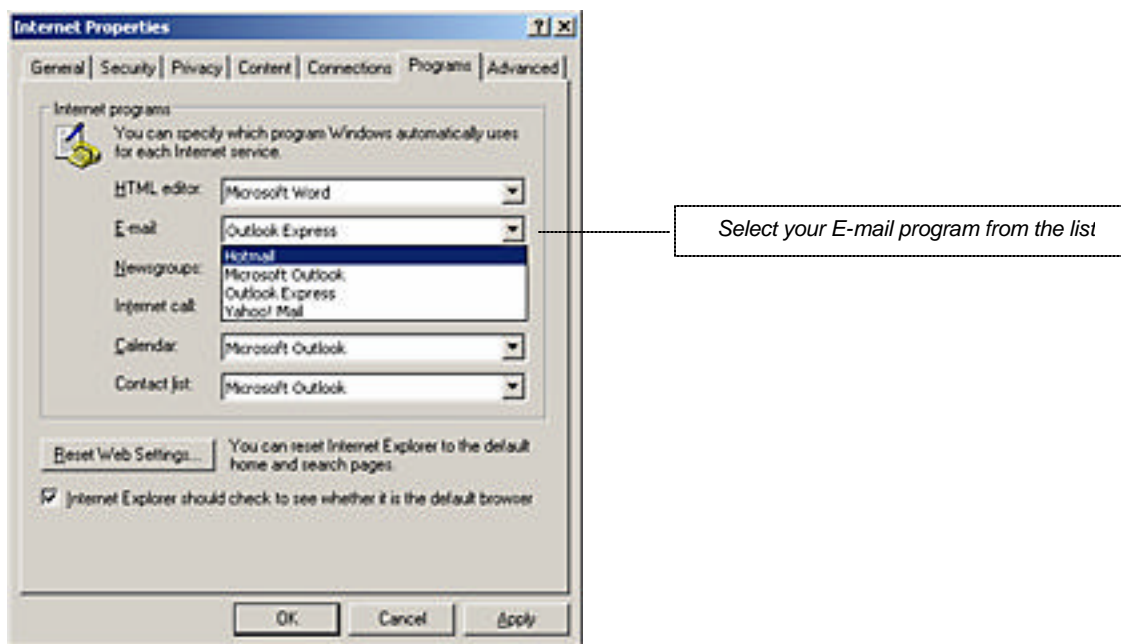 Internet Properties
General Security Privacy Content Connections Programs Advanced
Internet programs
You can specify which program Windows automatically uses
for each Internet service.
HTML editor: Microsoft Word
E-mail: Outlook Express
Select your E-mail program from the list
Hotmail
Newsgroups: Microsoft Outlook
Outlook Express
Internet call: Yahoo! Mail
Calendar: Microsoft Outlook
Contact list: Microsoft Outlook
Reset Web Settings... You can reset Internet Explorer to the default
home and search pages.
Internet Explorer should check to see whether it is the default browser
OK Cancel Apply